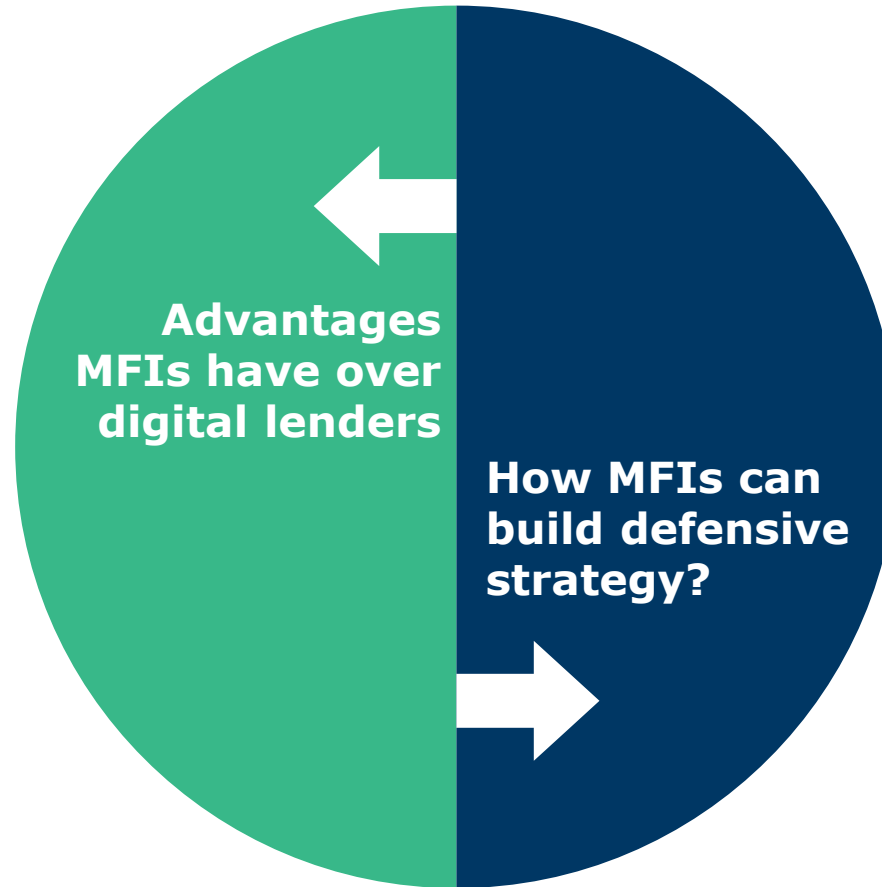 Advantages
MFIs have over
digital lenders
How MFIs can
build defensive
strategy?